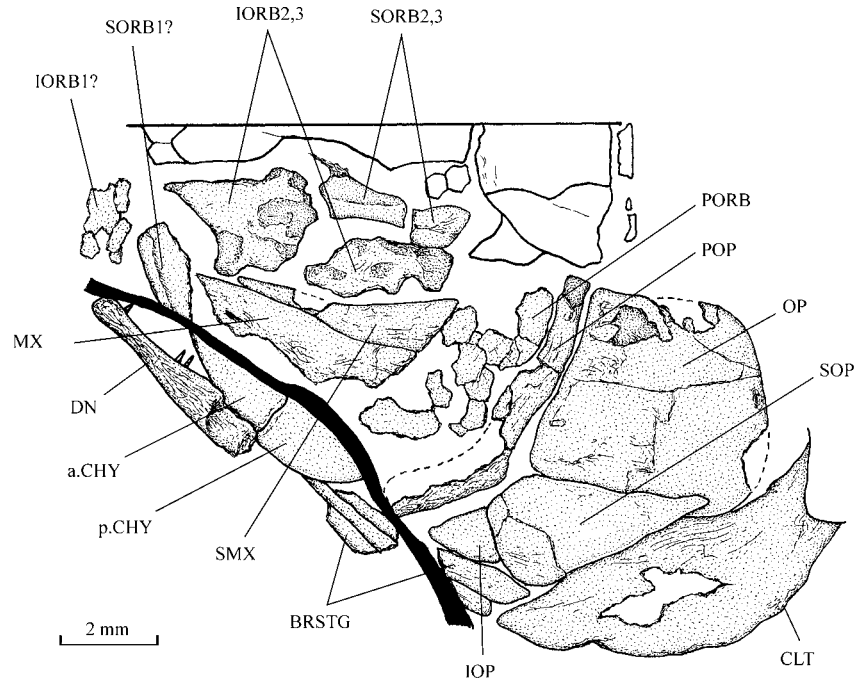 SORB1?
IORB2,3
SORB2,3
IORB1?
PORB
POP
OP
MX
SOP
DN
a.CHY
p.CHY
SMX
BRSTG
2 mm
IOP
CLT